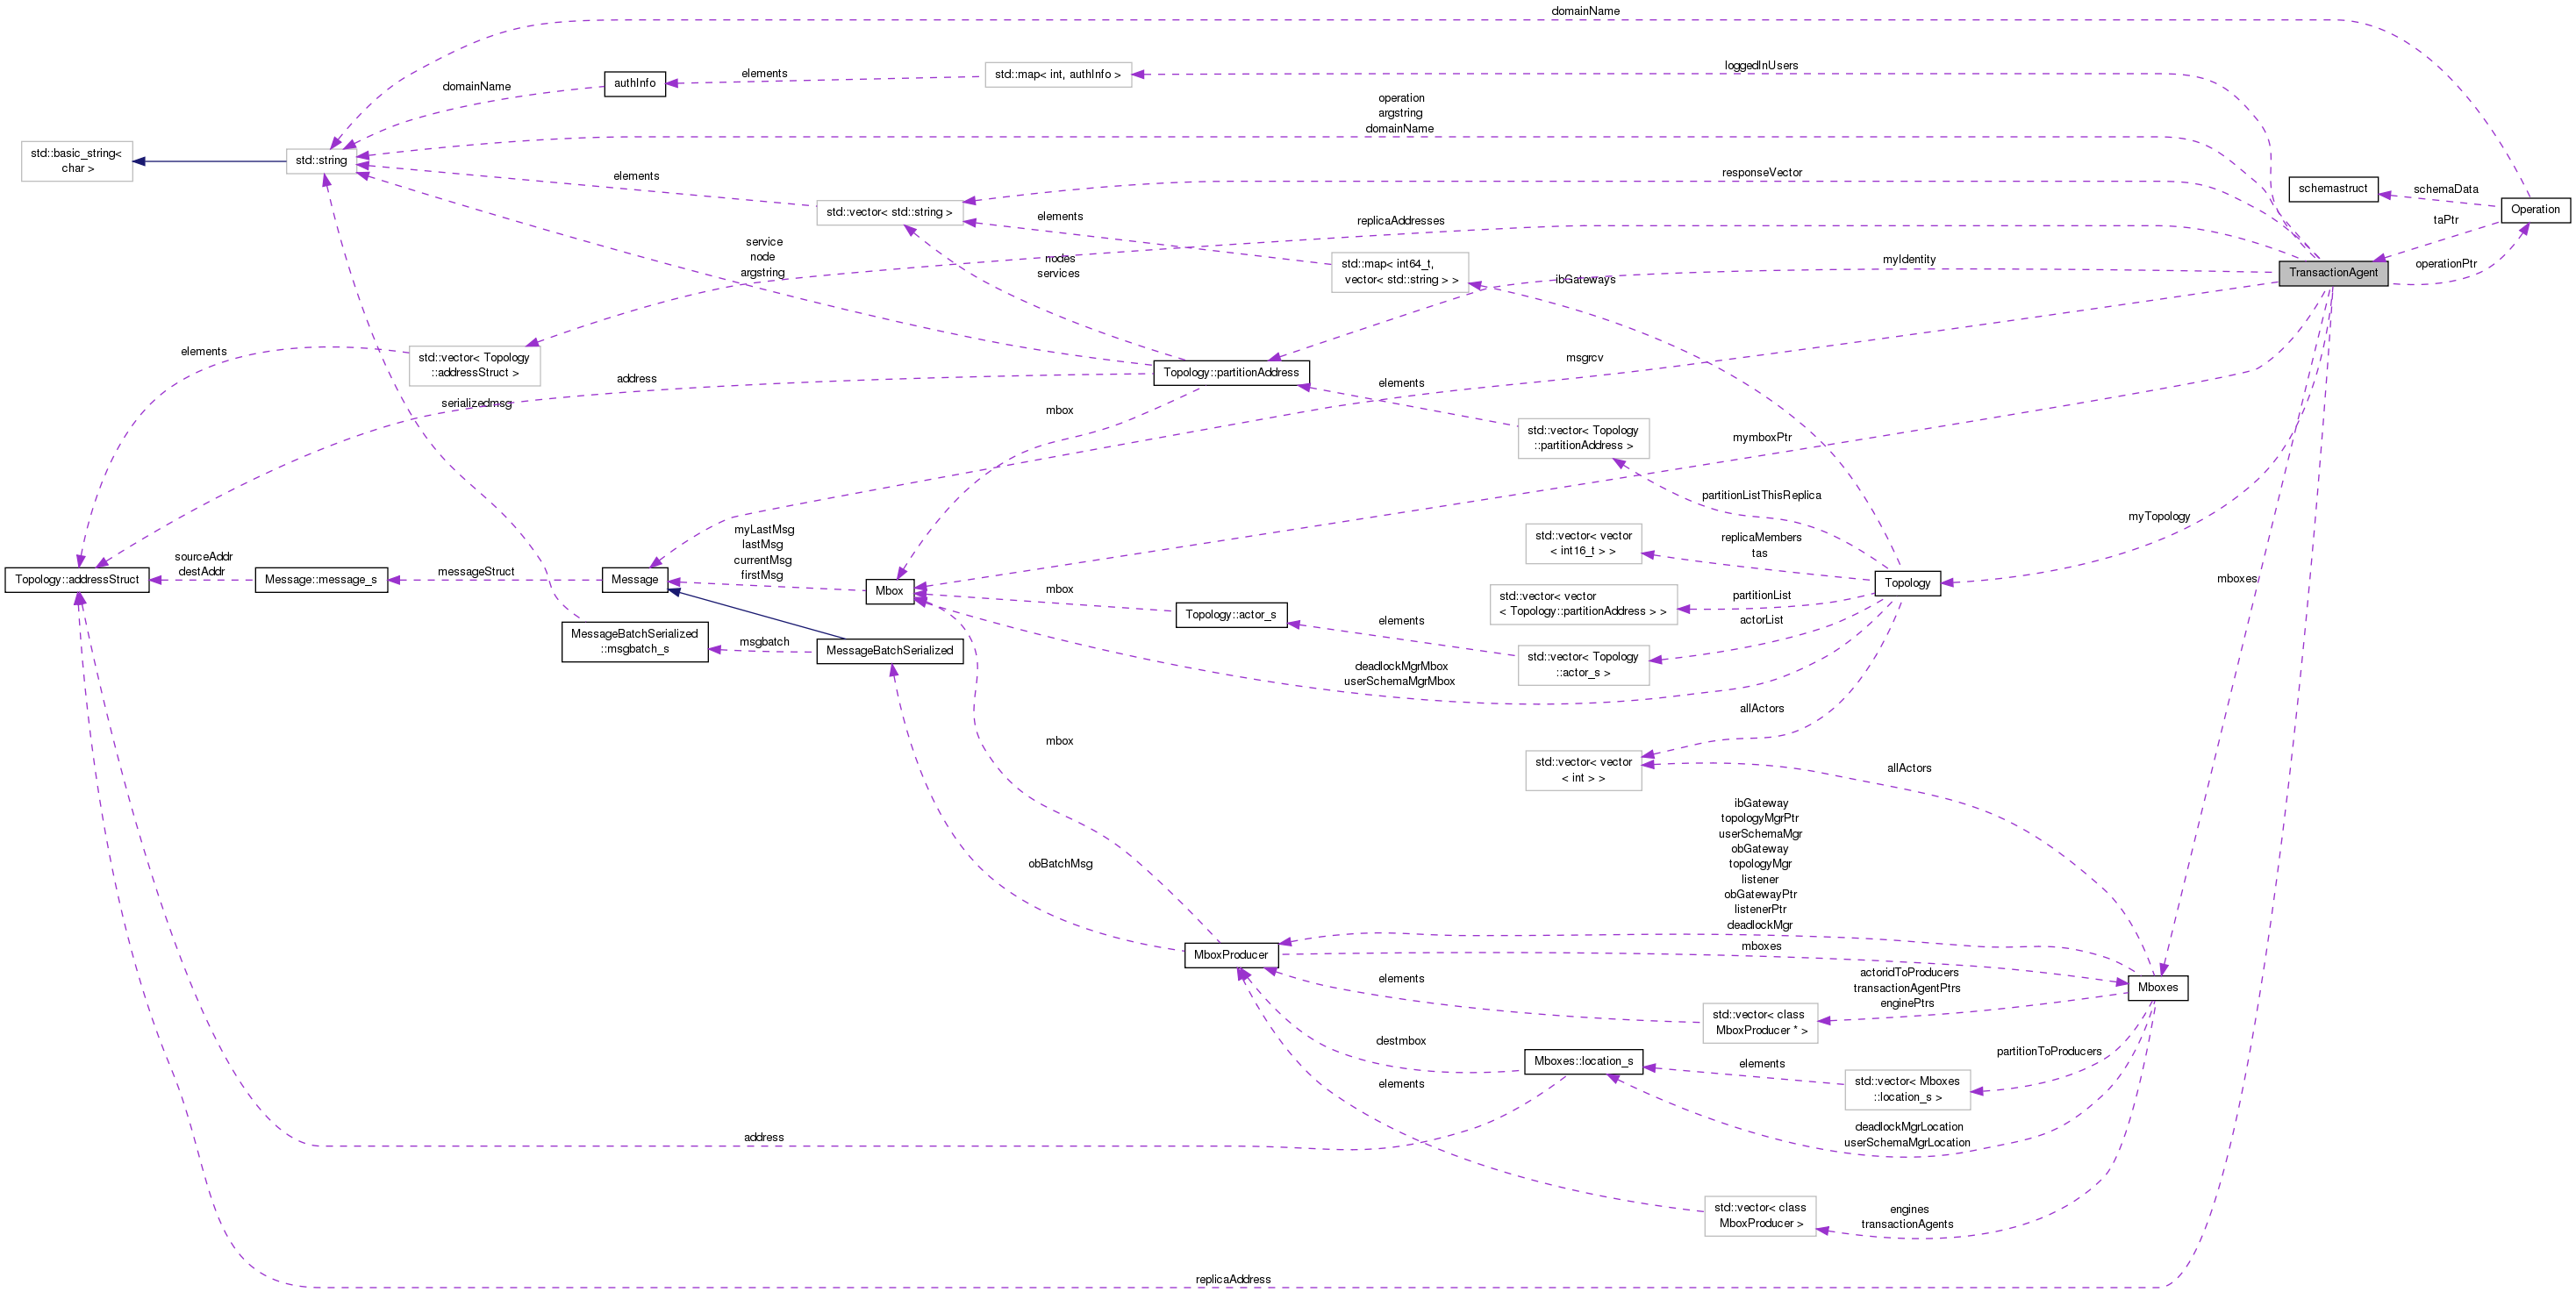 domainName
loggedInUsers
std::map< int, authInfo >
elements
authInfo
domainName
operation
argstring
domainName
std::basic_string<
char >
std::string
responseVector
elements
std::vector< std::string >
elements
schemastruct
schemaData
Operation
taPtr
replicaAddresses
service
node
argstring
nodes
services
std::map< int64_t,
vector< std::string > >
ibGateways
myIdentity
TransactionAgent
operationPtr
elements
std::vector< Topology
::addressStruct >
address
serializedmsg
Topology::partitionAddress
msgrcv
elements
mbox
std::vector< Topology
::partitionAddress >
mymboxPtr
partitionListThisReplica
myTopology
myLastMsg
lastMsg
currentMsg
firstMsg
std::vector< vector
< int16_t > >
replicaMembers
tas
sourceAddr
destAddr
Topology::addressStruct
Message::message_s
messageStruct
Message
Mbox
mbox
Topology::actor_s
Topology
mboxes
std::vector< vector
< Topology::partitionAddress > >
partitionList
actorList
elements
MessageBatchSerialized
::msgbatch_s
msgbatch
MessageBatchSerialized
std::vector< Topology
::actor_s >
deadlockMgrMbox
userSchemaMgrMbox
allActors
mbox
std::vector< vector
< int > >
allActors
ibGateway
topologyMgrPtr
userSchemaMgr
obGateway
topologyMgr
listener
obGatewayPtr
listenerPtr
deadlockMgr
obBatchMsg
MboxProducer
mboxes
elements
actoridToProducers
transactionAgentPtrs
enginePtrs
Mboxes
std::vector< class
MboxProducer * >
destmbox
Mboxes::location_s
elements
partitionToProducers
std::vector< Mboxes
::location_s >
elements
address
deadlockMgrLocation
userSchemaMgrLocation
std::vector< class
MboxProducer >
engines
transactionAgents
replicaAddress